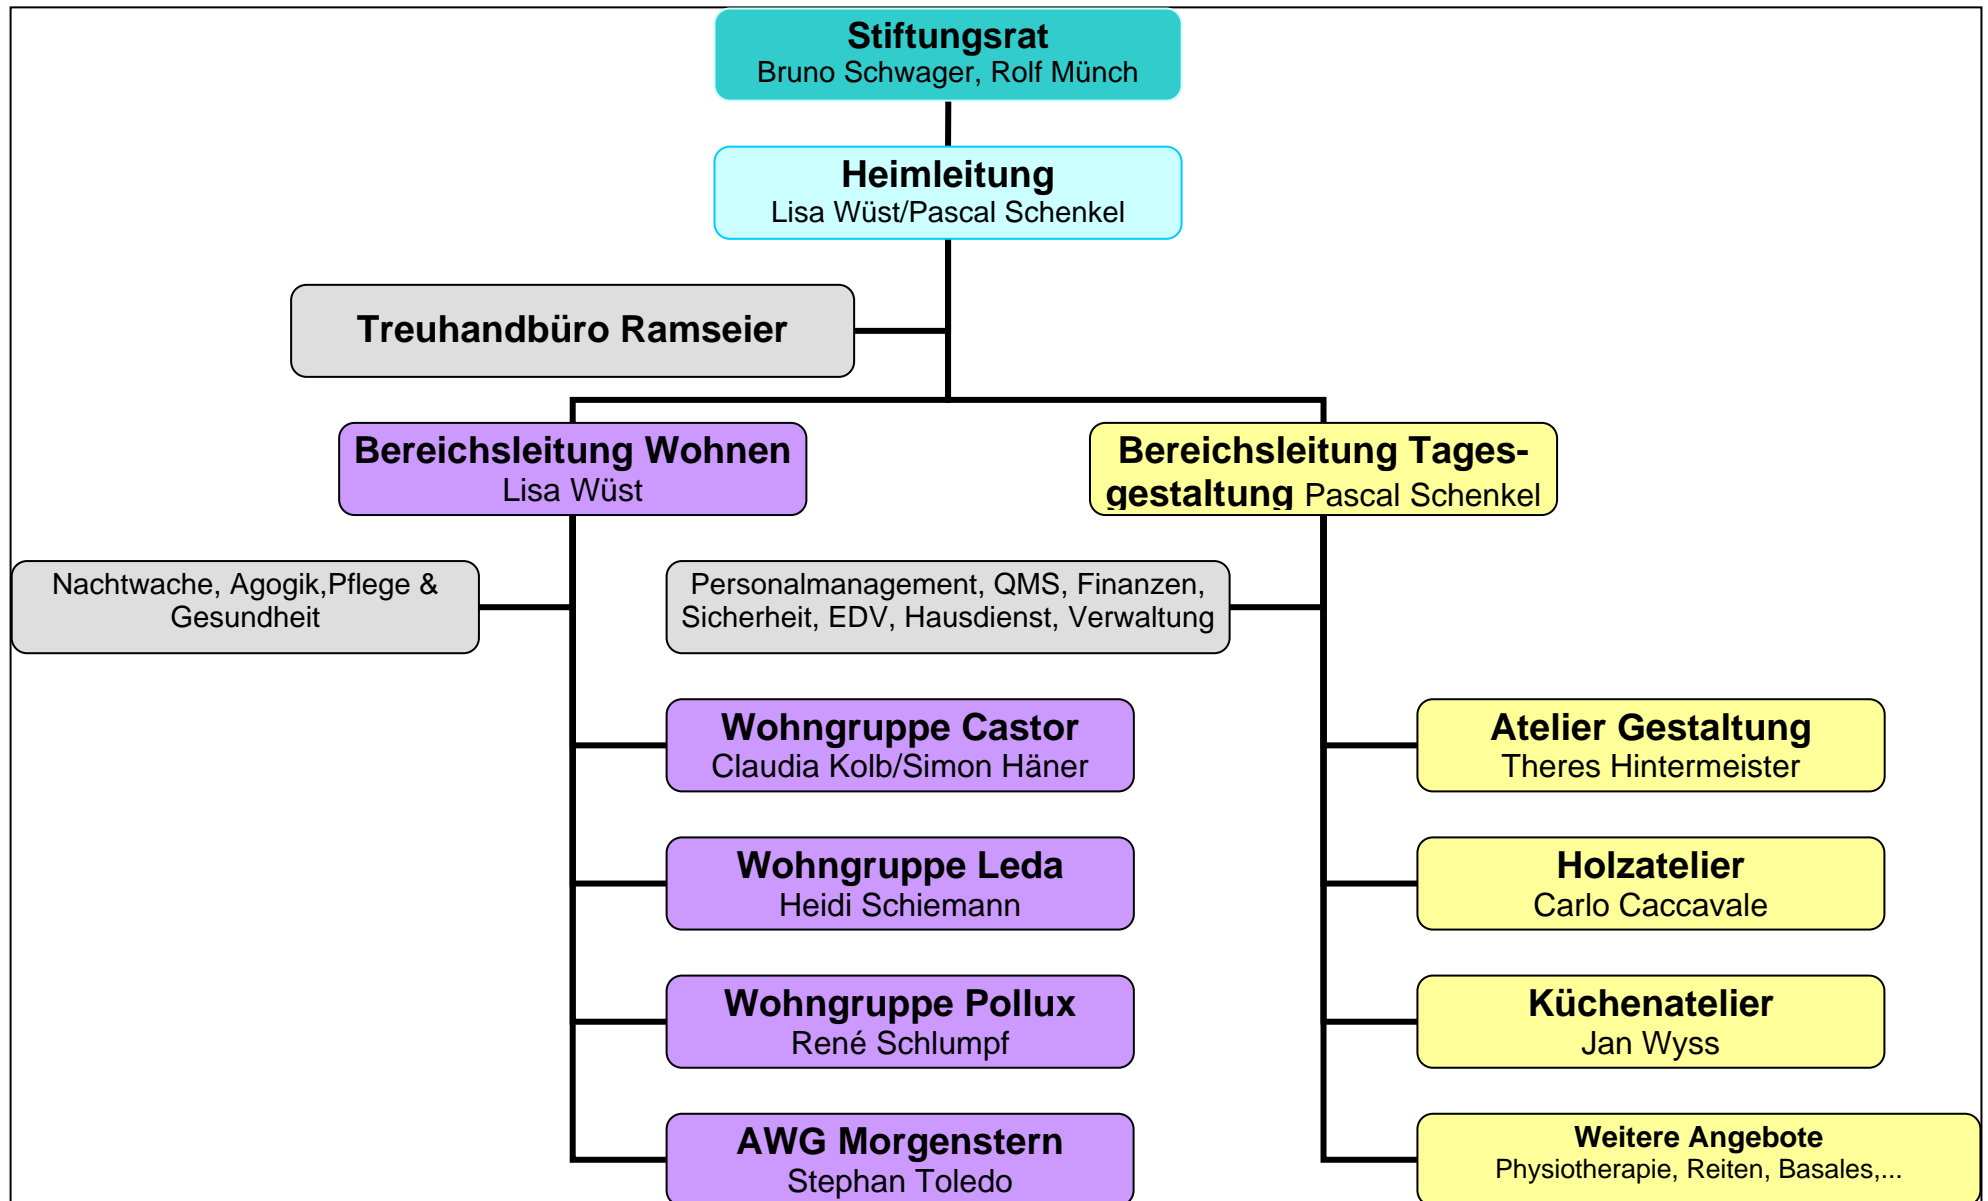 Stiftungsrat
Bruno Schwager, Rolf Münch
Heimleitung
Lisa Wüst/Pascal Schenkel
Treuhandbüro Ramseier
Bereichsleitung Wohnen
Lisa Wüst
Bereichsleitung Tages-
gestaltung Pascal Schenkel
Nachtwache, Agogik,Pflege &
Gesundheit
Personalmanagement, QMS, Finanzen,
Sicherheit, EDV, Hausdienst, Verwaltung
Wohngruppe Castor
Claudia Kolb/Simon Häner
Atelier Gestaltung
Theres Hintermeister
Wohngruppe Leda
Heidi Schiemann
Holzatelier
Carlo Caccavale
Wohngruppe Pollux
René Schlumpf
Küchenatelier
Jan Wyss
AWG Morgenstern
Stephan Toledo
Weitere Angebote
Physiotherapie, Reiten, Basales,...